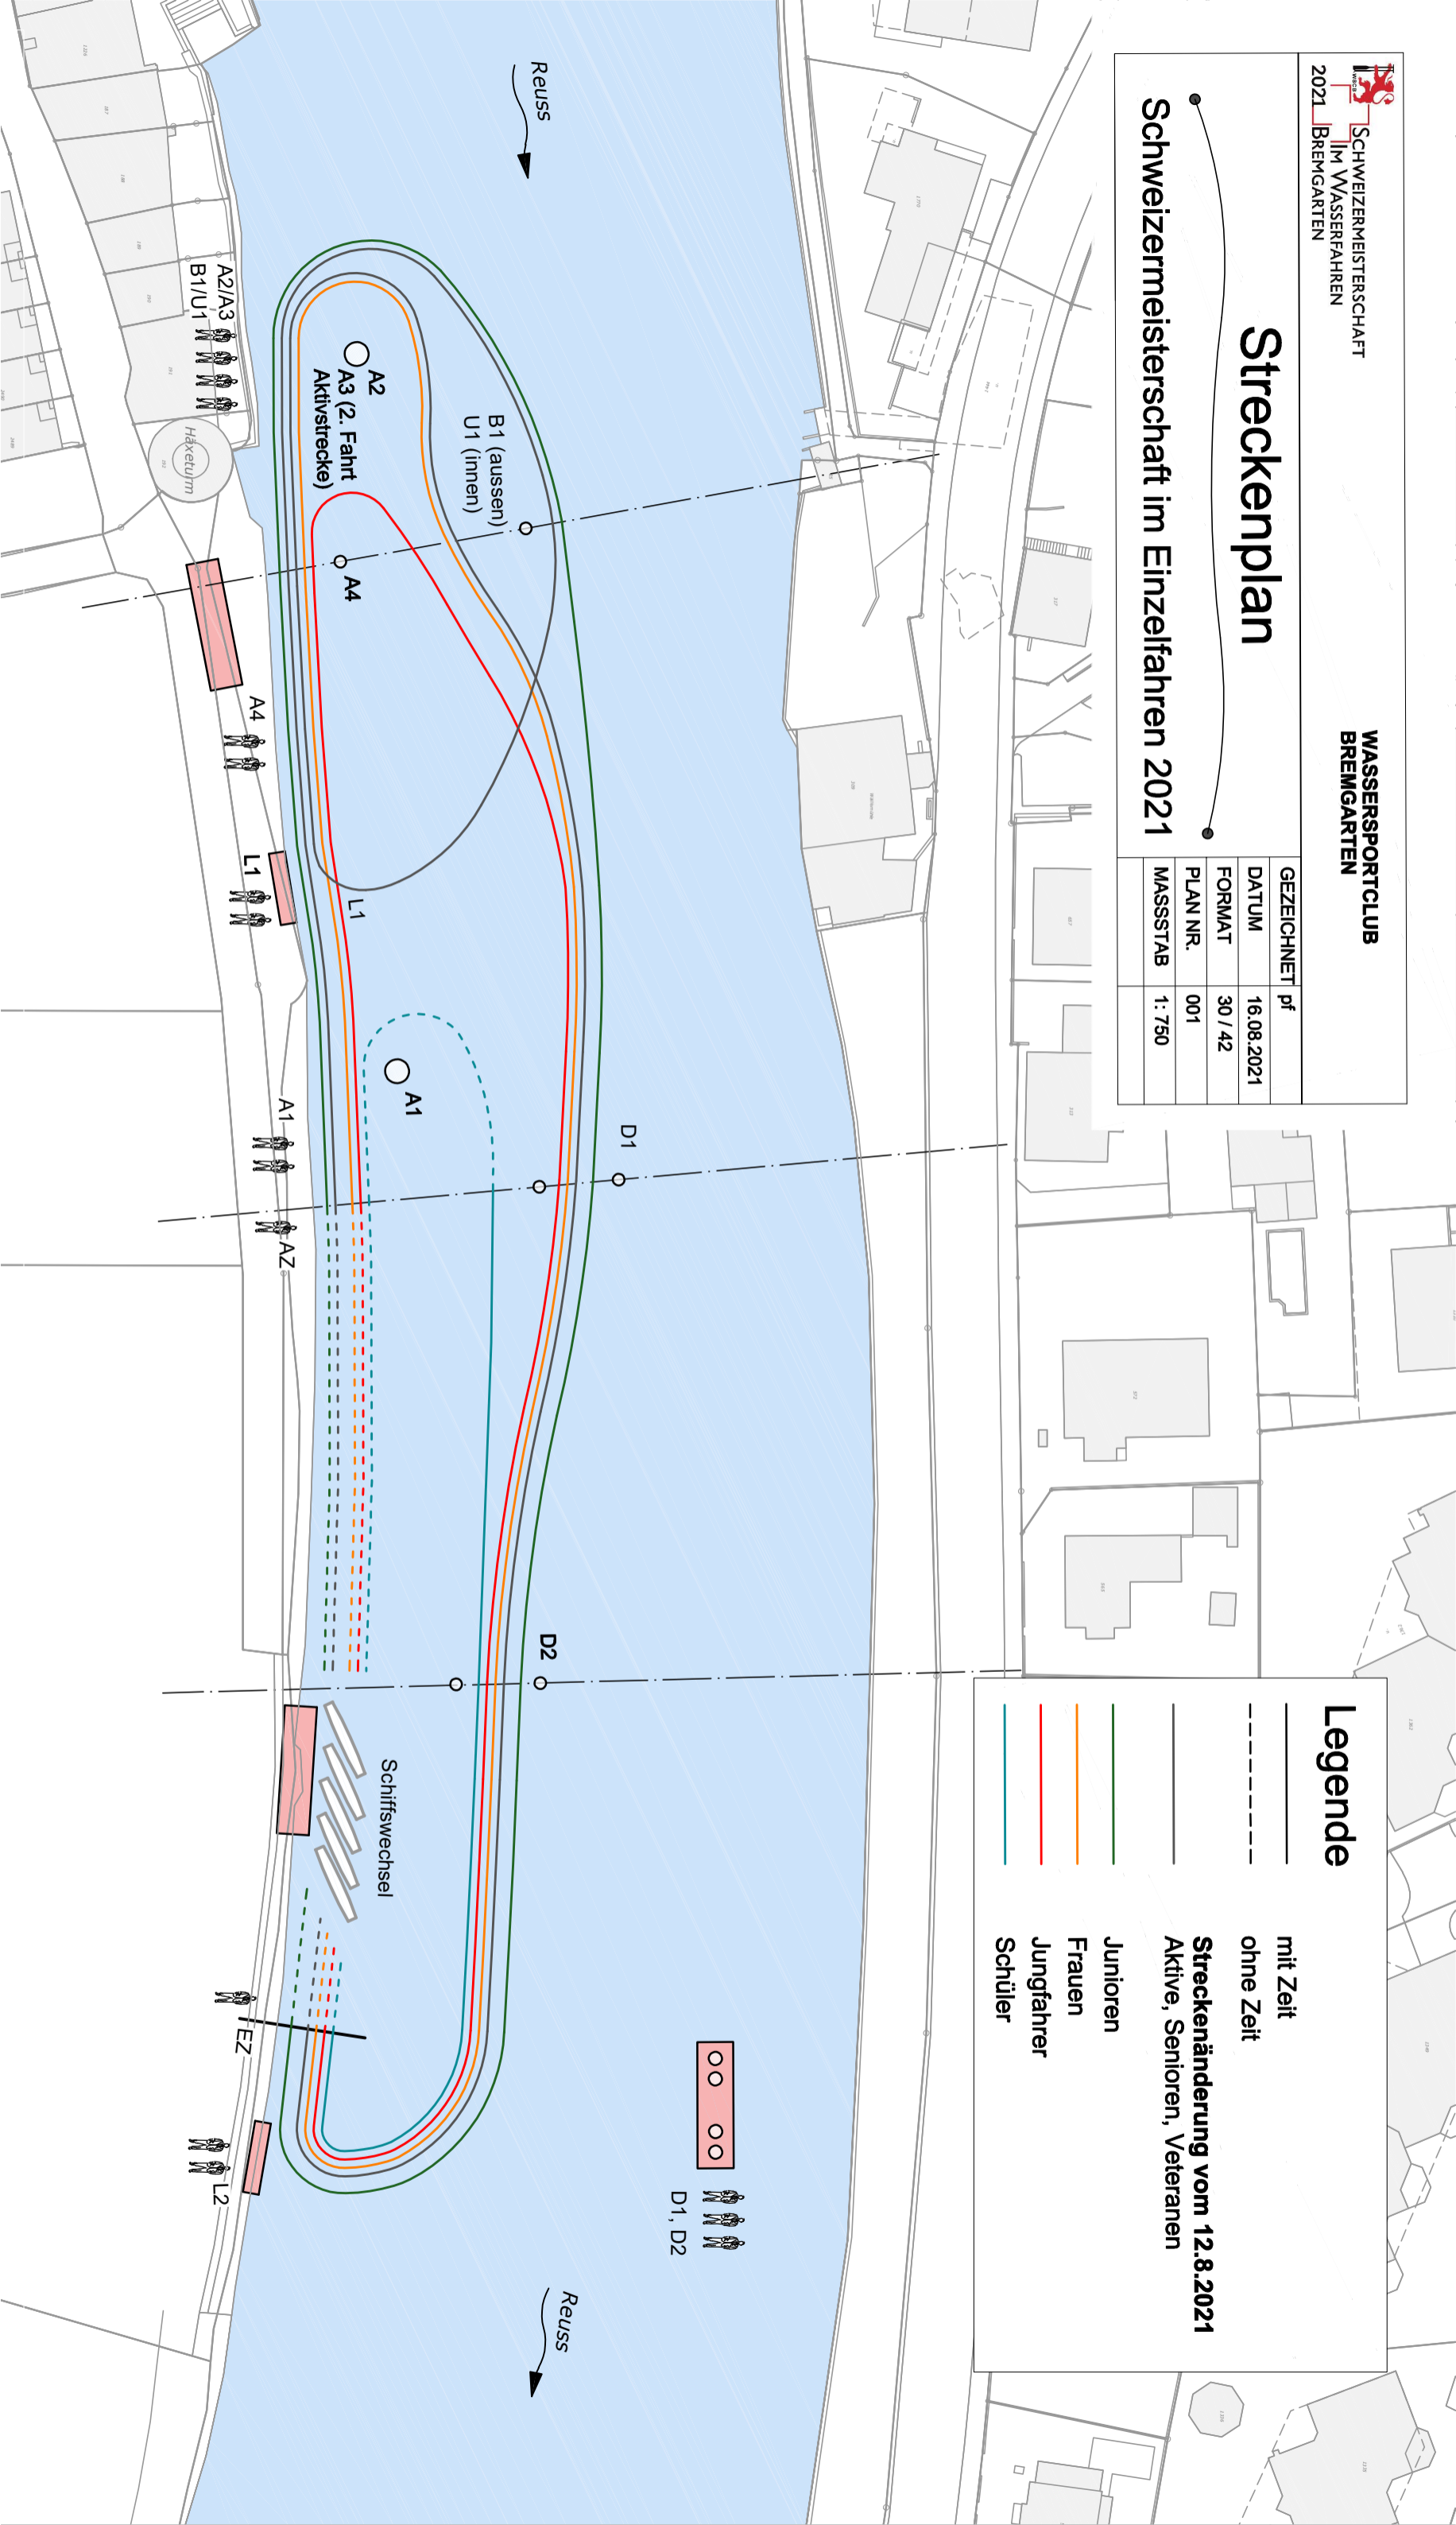 SCHWEIZERMEISTERSCHAFT
IM WASSERFAHREN
2021 BREMGARTEN
WASSERSPORTCLUB
BREMGARTEN
Streckenplan
Schweizermeisterschaft im Einzelfahren 2021
GEZEICHNET pf
DATUM 16.08.2021
FORMAT 30 / 42
PLAN NR. 001
MASSSTAB 1: 750
Legende
mit Zeit
ohne Zeit
Streckenänderung vom 12.8.2021
Aktive, Senioren, Veteranen
Junioren
Frauen
Jungfahrer
Schüler
Reuss
B1 (aussen)
U1 (innen)
A2
A3 (2. Fahrt
Aktivstrecke)
A4
L1
A1
D1
D2
Schiffswechsel
D1, D2
Reuss
A2/A3
B1/U1
Häxeturm
A4
L1
A1
AZ
EZ
L2